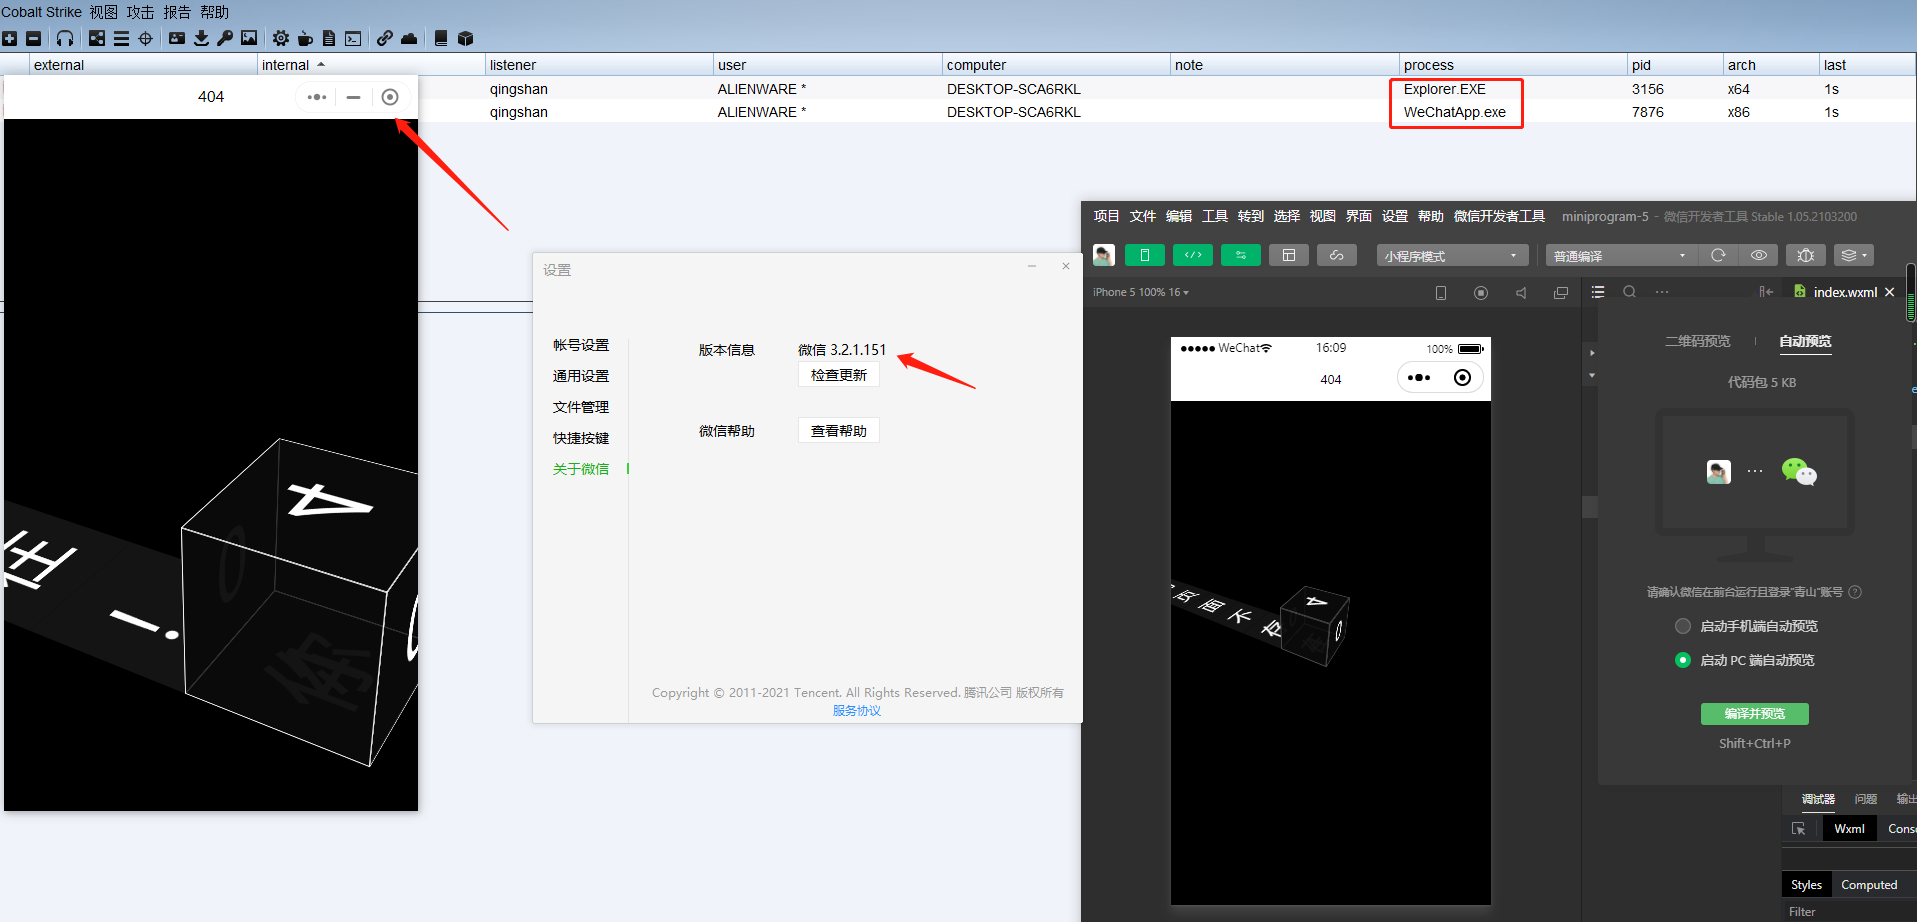 Cobalt Strike 视图 攻击 报告 帮助
external internal listener user computer note process pid arch last
qingshan ALIENWARE * DESKTOP-SCA6RKL Explorer.EXE 3156 x64 1s
qingshan ALIENWARE * DESKTOP-SCA6RKL WeChatApp.exe 7876 x86 1s
404
4
0
0
你
!
设置
帐号设置
通用设置
文件管理
快捷按键
关于微信
版本信息 微信 3.2.1.151
检查更新
微信帮助 查看帮助
Copyright © 2011-2021 Tencent. All Rights Reserved. 腾讯公司 版权所有
服务协议
项目 文件 编辑 工具 转到 选择 视图 界面 设置 帮助 微信开发者工具 miniprogram-5 - 微信开发者工具 Stable 1.05.2103200
小程序模式 普通编译
iPhone 5 100% 16
index.wxml
WeChat 16:09 100%
404
页面不存
4
0
二维码预览 自动预览
代码包 5 KB
请确认微信在前台运行且登录“青山”账号
启动手机端自动预览
启动 PC 端自动预览
编译并预览
Shift+Ctrl+P
调试器 问题 输出
Wxml Conso
Styles Computed
Filter